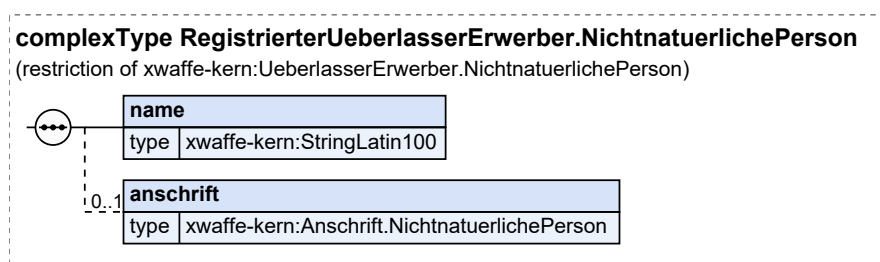 complexType RegistrierterUeberlasserErwerber.NichtnatuerlichePerson
(restriction of xwaffe-kern:UeberlasserErwerber.NichtnatuerlichePerson)
name
type xwaffe-kern:StringLatin100
0..1 anschrift
type xwaffe-kern:Anschrift.NichtnatuerlichePerson